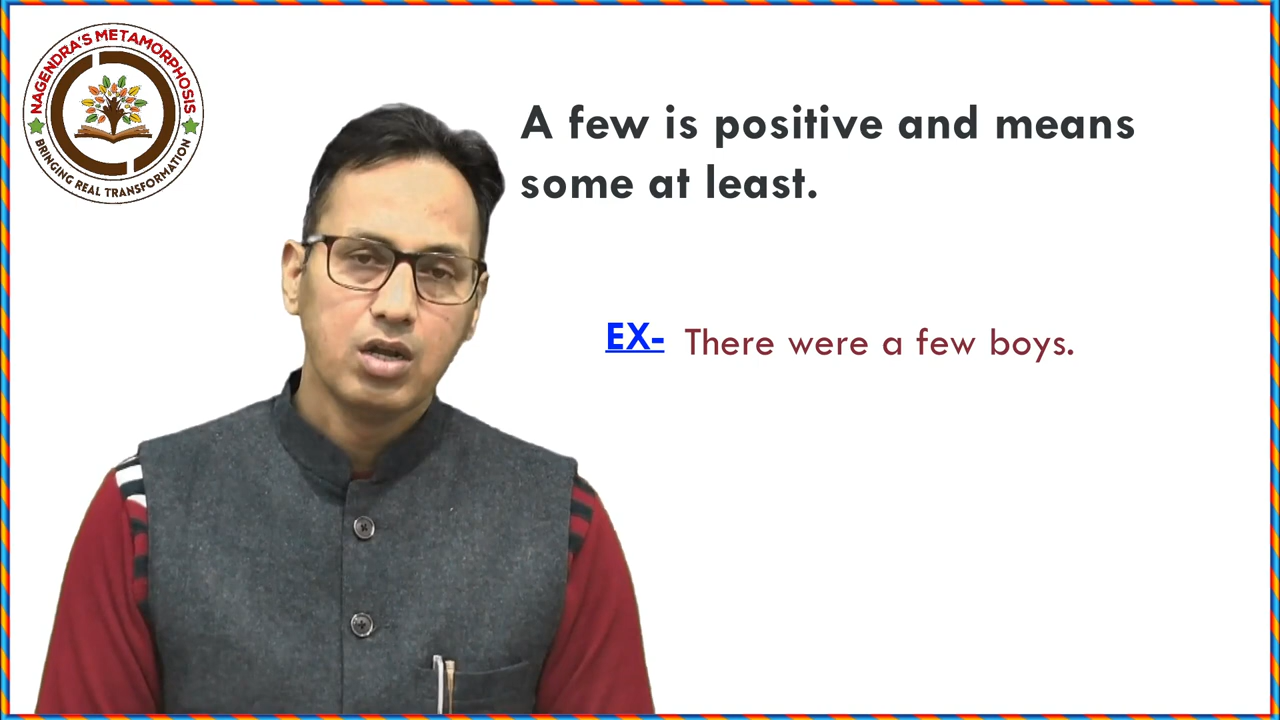 NAGENDRA'S METAMORPHOSIS
BRINGING REAL TRANSFORMATION
A few is positive and means
some at least.
EX- There were a few boys.